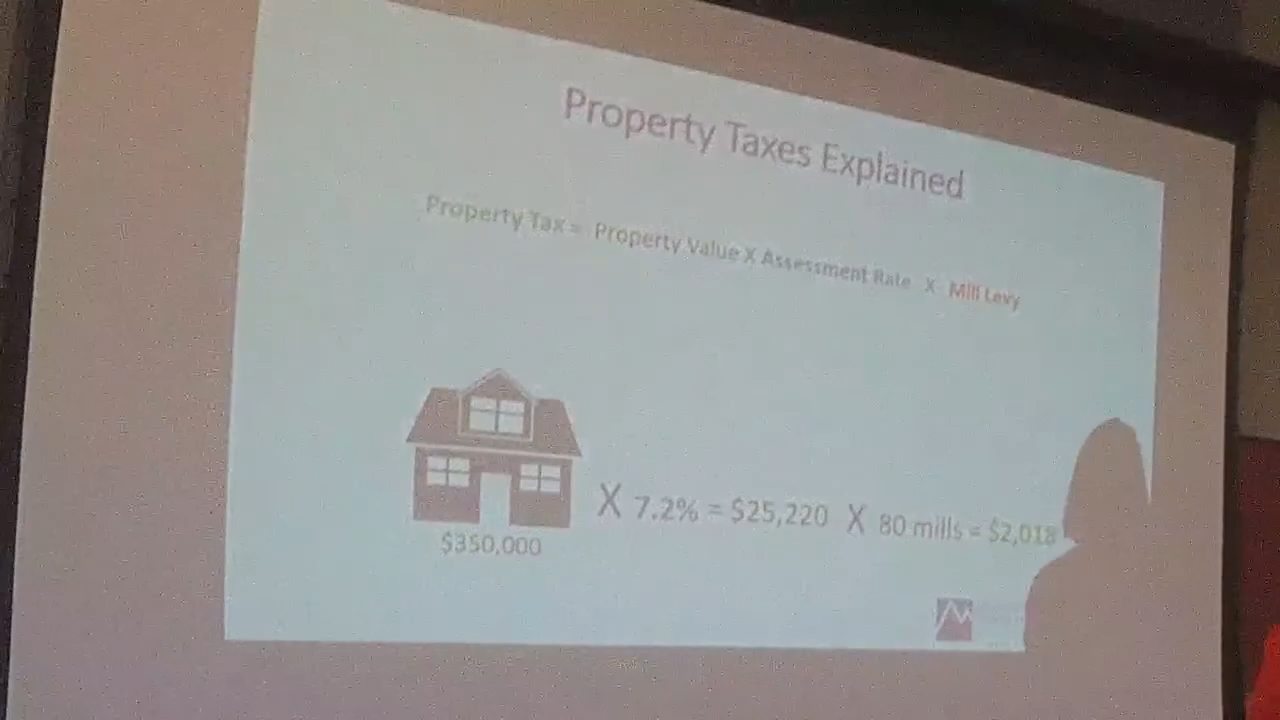 Property Taxes Explained
Property Tax = Property Value X Assessment Rate X Mill Levy
X 7.2% = $25,220 X 80 mills = $2,018
$350,000